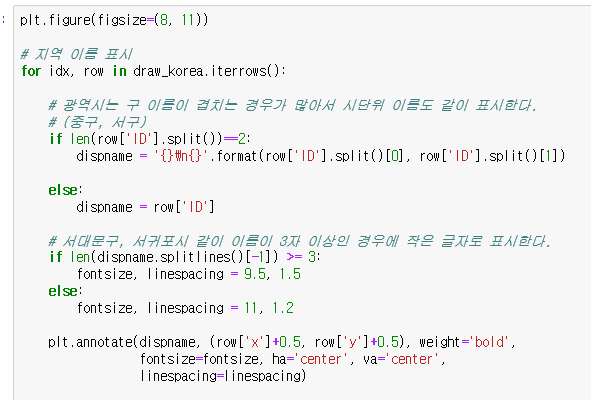 plt.figure(figsize=(8, 11))
# 지역 이름 표시
for idx, row in draw_korea.iterrows():
# 광역시는 구 이름이 겹치는 경우가 많아서 시단위 이름도 같이 표시한다.
# (중구, 서구)
if len(row['ID'].split())==2:
dispname = '{}₩n{}'.format(row['ID'].split()[0], row['ID'].split()[1])
else:
dispname = row['ID']
# 서대문구, 서귀포시 같이 이름이 3자 이상인 경우에 작은 글자로 표시한다.
if len(dispname.splitlines()[-1]) >= 3:
fontsize, linespacing = 9.5, 1.5
else:
fontsize, linespacing = 11, 1.2
plt.annotate(dispname, (row['x']+0.5, row['y']+0.5), weight='bold',
fontsize=fontsize, ha='center', va='center',
linespacing=linespacing)